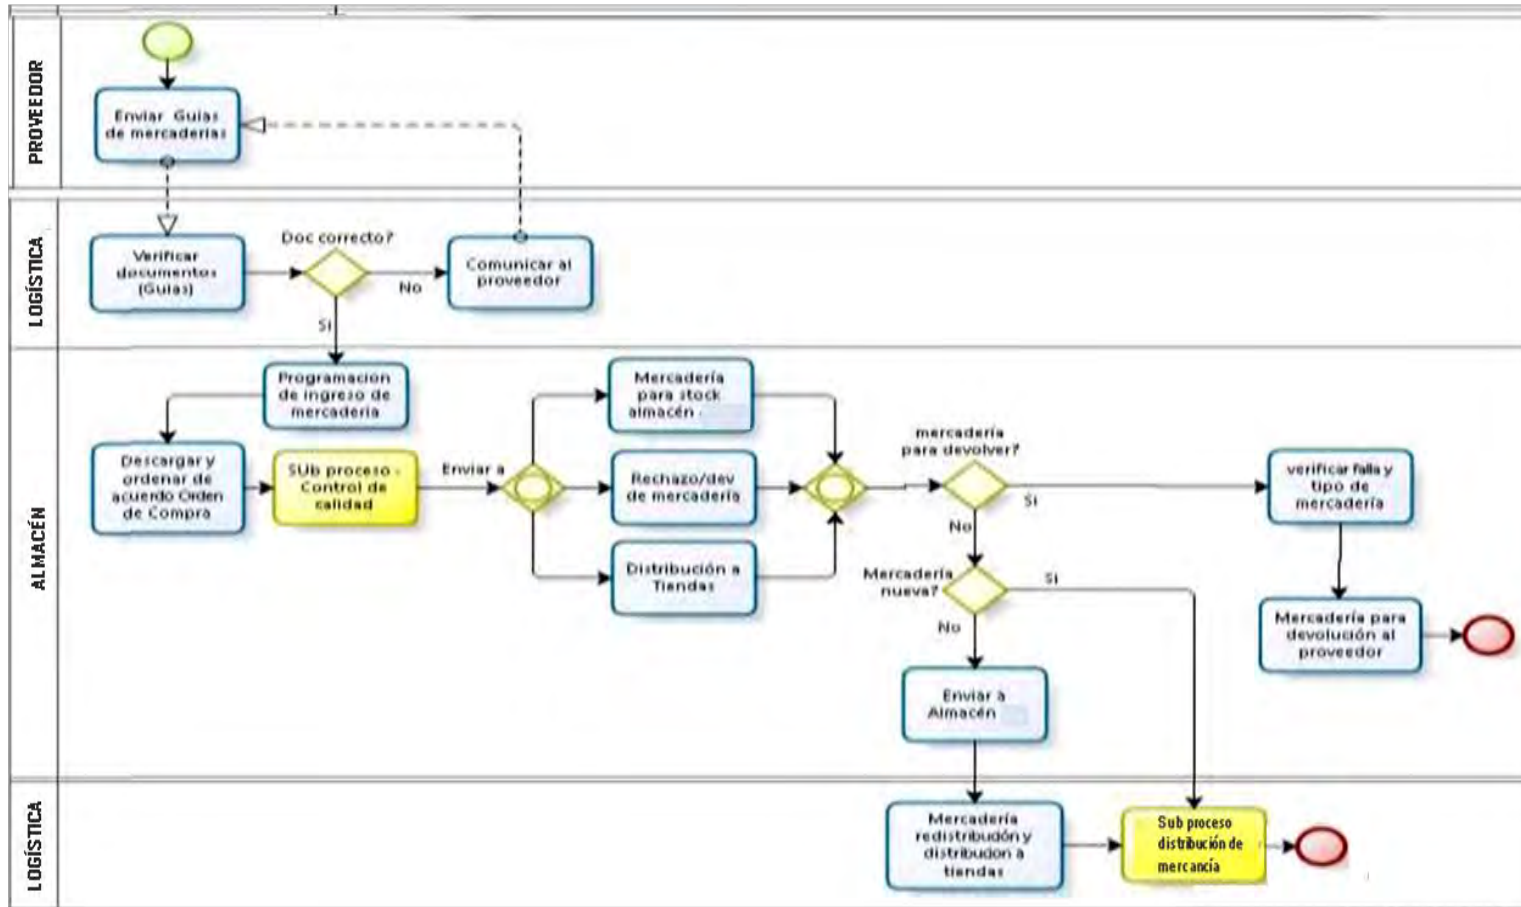 PROVEEDOR
Enviar Guias
de mercaderias
LOGÍSTICA
Verificar
documentos
(Guias)
Doc correcto?
No
Si
Comunicar al
proveedor
ALMACÉN
Programacion
de ingreso de
mercaderia
Descargar y
ordenar de
acuerdo Orden
de Compra
SUb proceso -
Control de
calidad
Enviar a
Mercadería
para stock
almacén
Rechazo/dev
de mercadería
Distribución a
Tiendas
mercadería
para devolver?
Si
No
verificar falla y
tipo de
mercadería
Mercadería
nueva?
Si
No
Mercadería para
devolución al
proveedor
Enviar a
Almacén
LOGÍSTICA
Mercadería
redistribución y
distribucion a
tiendas
Sub proceso
distribución de
mercancía